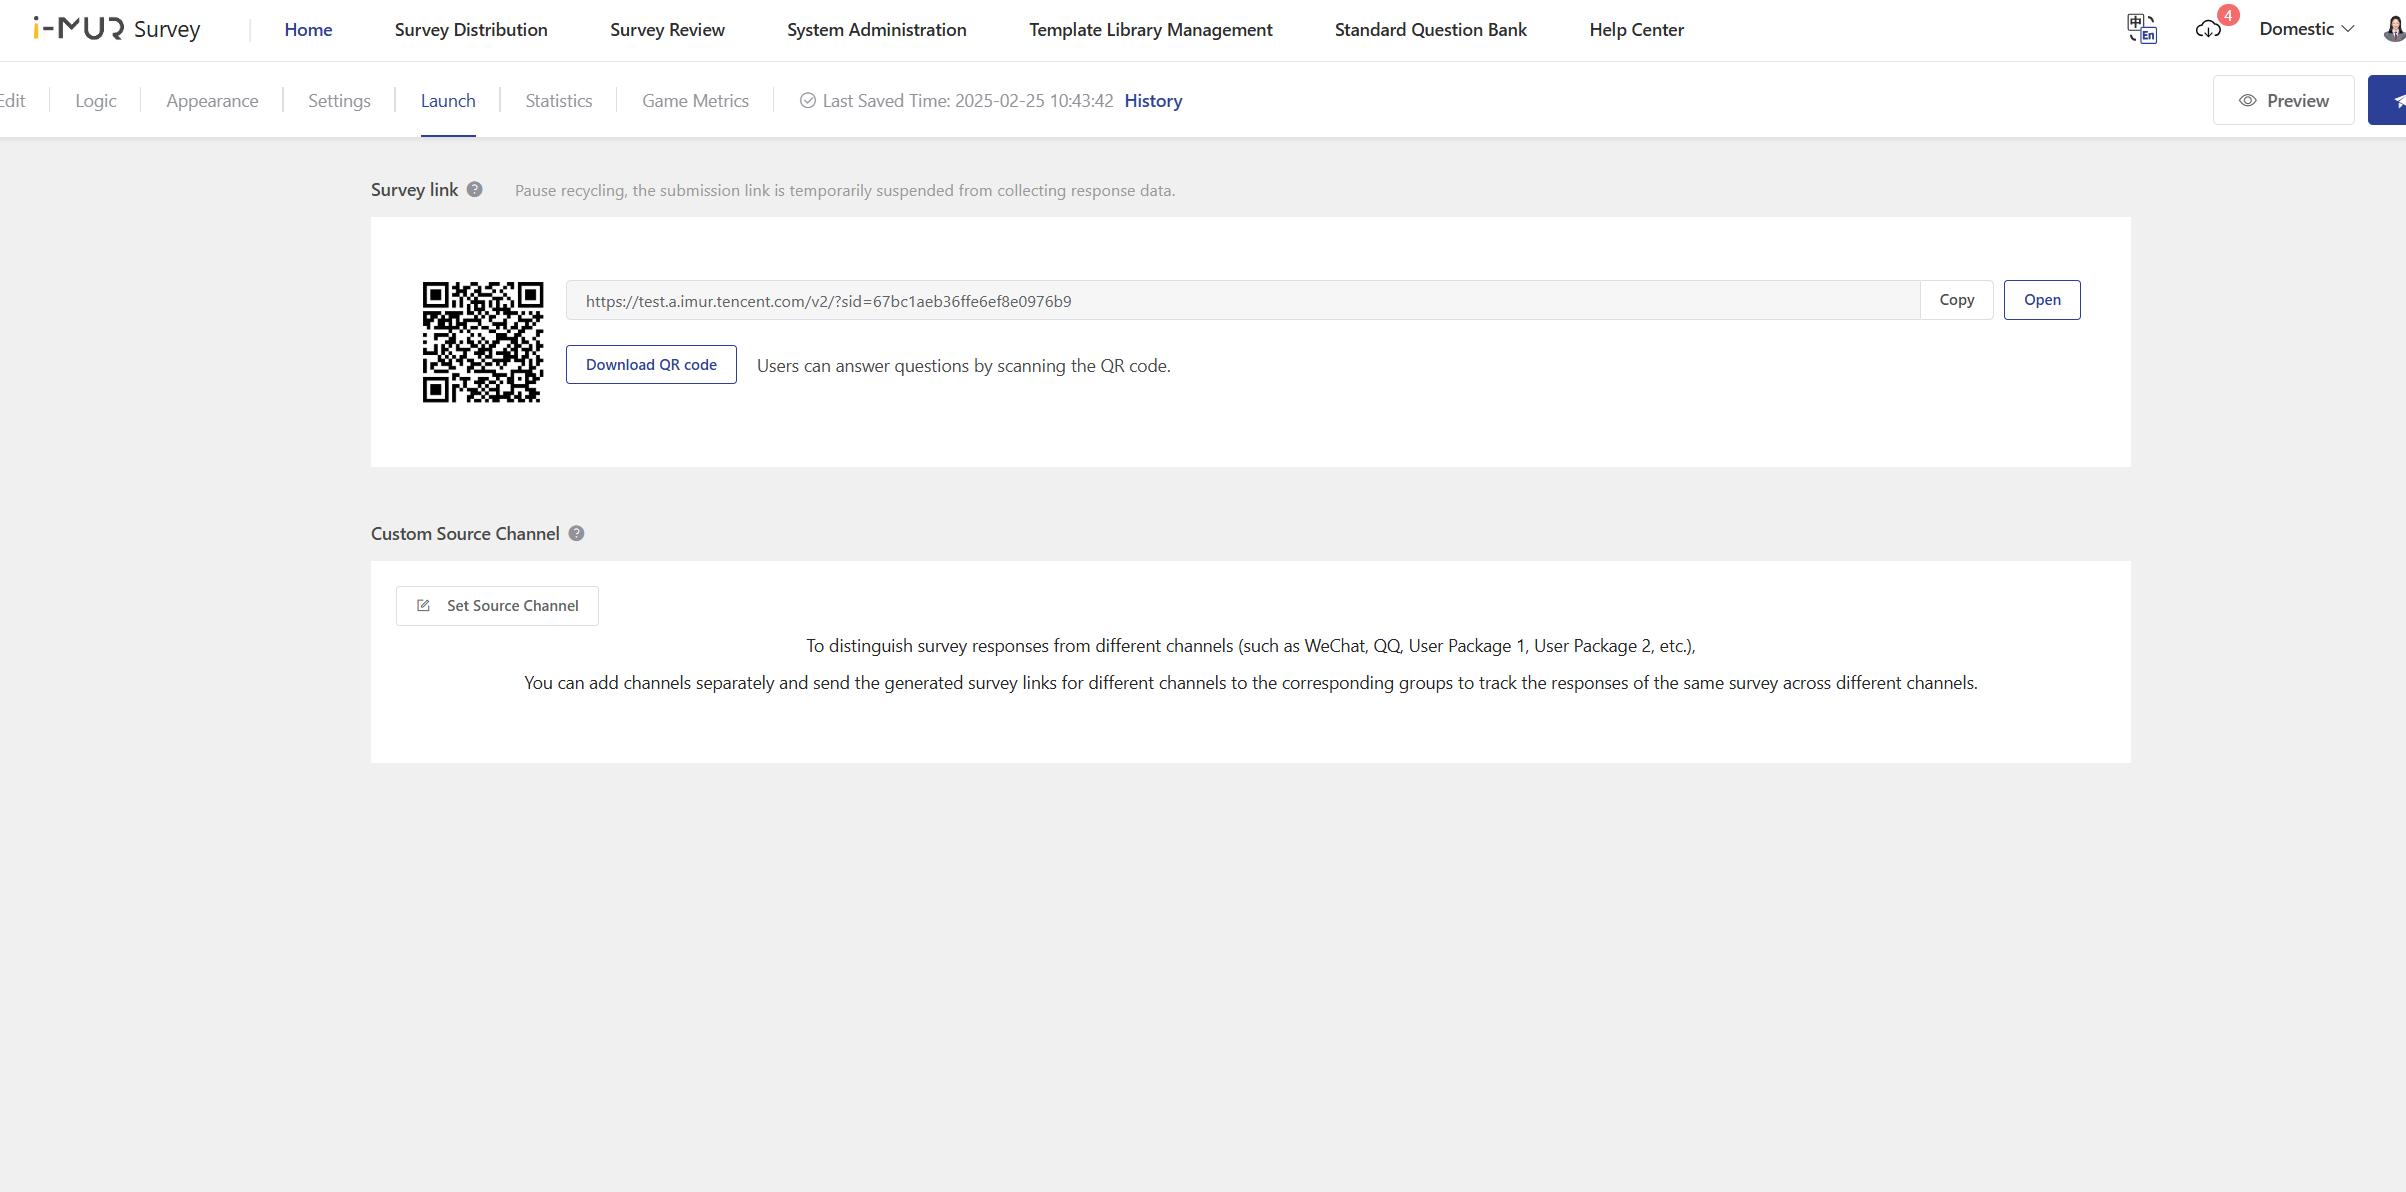 i-MUR Survey Home Survey Distribution Survey Review System Administration Template Library Management Standard Question Bank Help Center 中 En 4 Domestic
Edit Logic Appearance Settings Launch Statistics Game Metrics Last Saved Time: 2025-02-25 10:43:42 History Preview
Survey link ? Pause recycling, the submission link is temporarily suspended from collecting response data.
https://test.a.imur.tencent.com/v2/?sid=67bc1aeb36ffe6ef8e0976b9 Copy Open
Download QR code Users can answer questions by scanning the QR code.
Custom Source Channel ?
Set Source Channel
To distinguish survey responses from different channels (such as WeChat, QQ, User Package 1, User Package 2, etc.),
You can add channels separately and send the generated survey links for different channels to the corresponding groups to track the responses of the same survey across different channels.